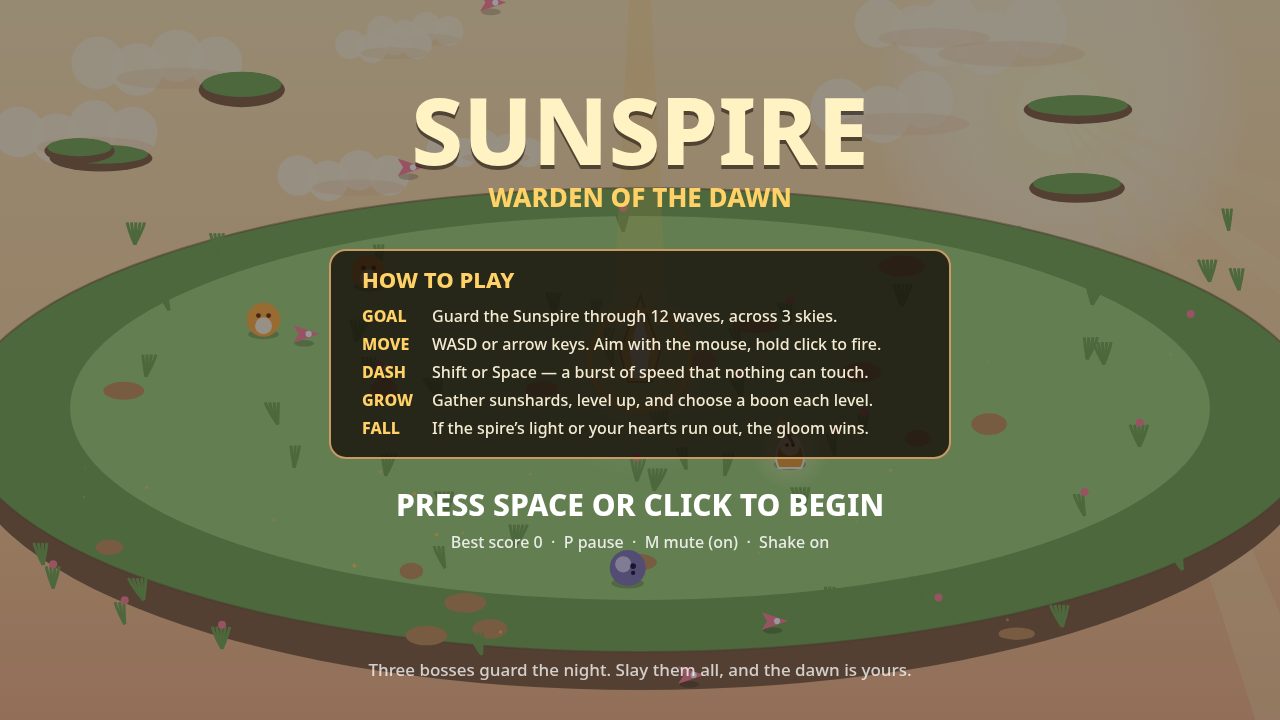 SUNSPIRE
WARDEN OF THE DAWN
HOW TO PLAY
GOAL Guard the Sunspire through 12 waves, across 3 skies.
MOVE WASD or arrow keys. Aim with the mouse, hold click to fire.
DASH Shift or Space — a burst of speed that nothing can touch.
GROW Gather sunshards, level up, and choose a boon each level.
FALL If the spire’s light or your hearts run out, the gloom wins.
PRESS SPACE OR CLICK TO BEGIN
Best score 0 · P pause · M mute (on) · Shake on
Three bosses guard the night. Slay them all, and the dawn is yours.